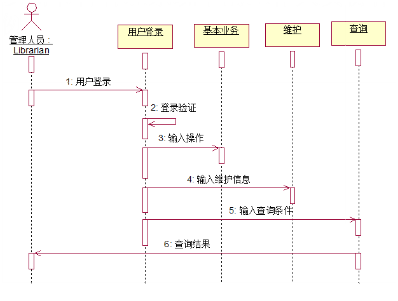 用户登录
基本业务
维护
查询
管理人员：
Librarian
1: 用户登录
2: 登录验证
3: 输入操作
4: 输入维护信息
5: 输入查询条件
6: 查询结果